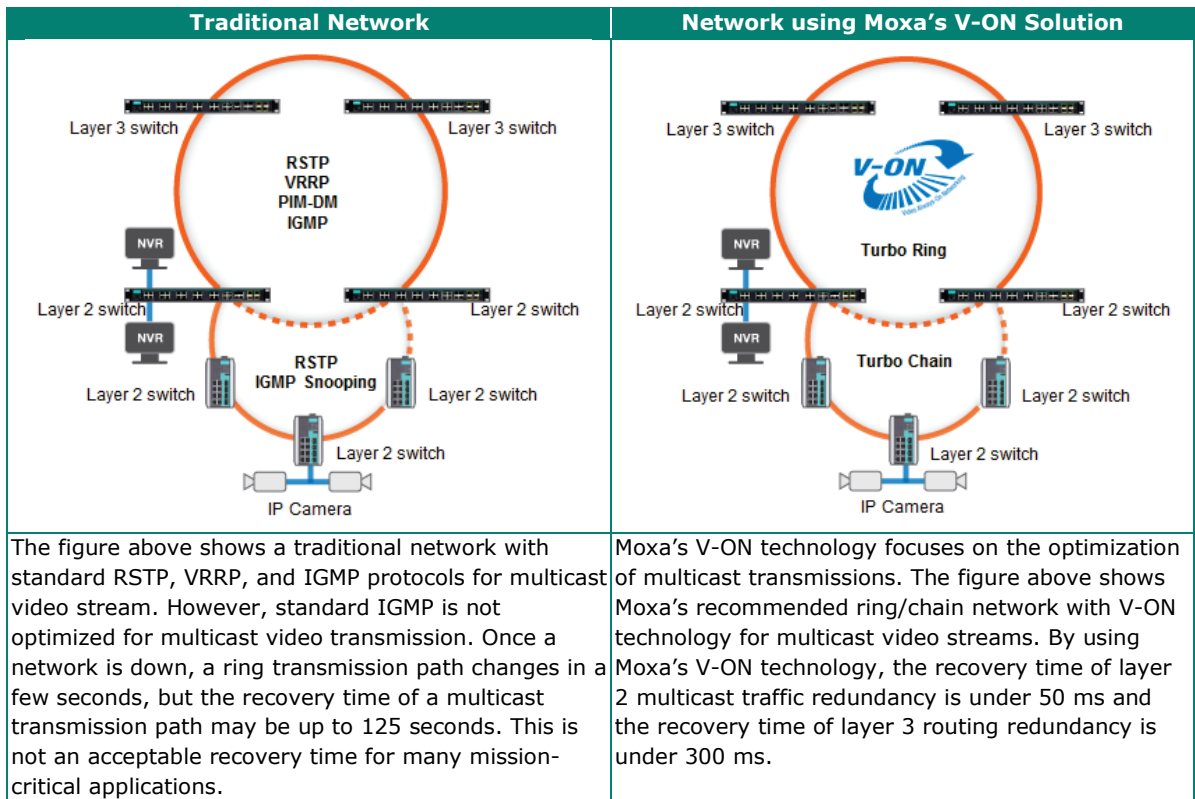 Traditional Network
Layer 3 switch
Layer 3 switch
RSTP
VRRP
PIM-DM
IGMP
NVR
Layer 2 switch
Layer 2 switch
NVR
RSTP
IGMP Snooping
Layer 2 switch
Layer 2 switch
Layer 2 switch
IP Camera
The figure above shows a traditional network with
standard RSTP, VRRP, and IGMP protocols for multicast
video stream. However, standard IGMP is not
optimized for multicast video transmission. Once a
network is down, a ring transmission path changes in a
few seconds, but the recovery time of a multicast
transmission path may be up to 125 seconds. This is
not an acceptable recovery time for many mission-
critical applications.
Network using Moxa's V-ON Solution
Layer 3 switch
Layer 3 switch
V-ON
Video Always-On Networking
Turbo Ring
NVR
Layer 2 switch
Layer 2 switch
NVR
Turbo Chain
Layer 2 switch
Layer 2 switch
Layer 2 switch
IP Camera
Moxa's V-ON technology focuses on the optimization
of multicast transmissions. The figure above shows
Moxa's recommended ring/chain network with V-ON
technology for multicast video streams. By using
Moxa's V-ON technology, the recovery time of layer
2 multicast traffic redundancy is under 50 ms and
the recovery time of layer 3 routing redundancy is
under 300 ms.